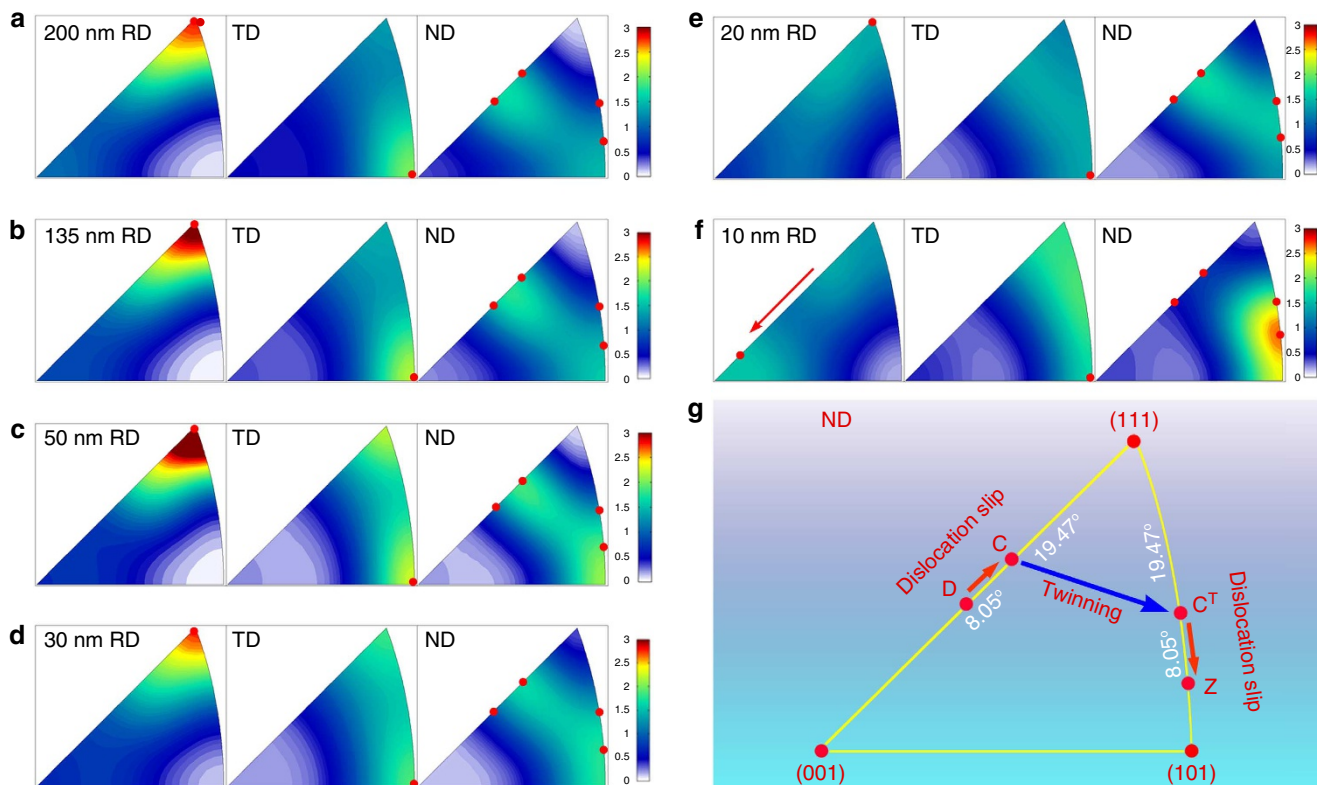 a
200 nm RD
TD
ND
3
2.5
2
1.5
1
0.5
0
b
135 nm RD
TD
ND
3
2.5
2
1.5
1
0.5
0
c
50 nm RD
TD
ND
3
2.5
2
1.5
1
0.5
0
d
30 nm RD
TD
ND
3
2.5
2
1.5
1
0.5
0
e
20 nm RD
TD
ND
3
2.5
2
1.5
1
0.5
0
f
10 nm RD
TD
ND
3
2.5
2
1.5
1
0.5
0
g
ND
(111)
Dislocation slip
C
19.47°
19.47°
D
8.05°
Twinning
Cᵀ
8.05°
Dislocation slip
Z
(001)
(101)